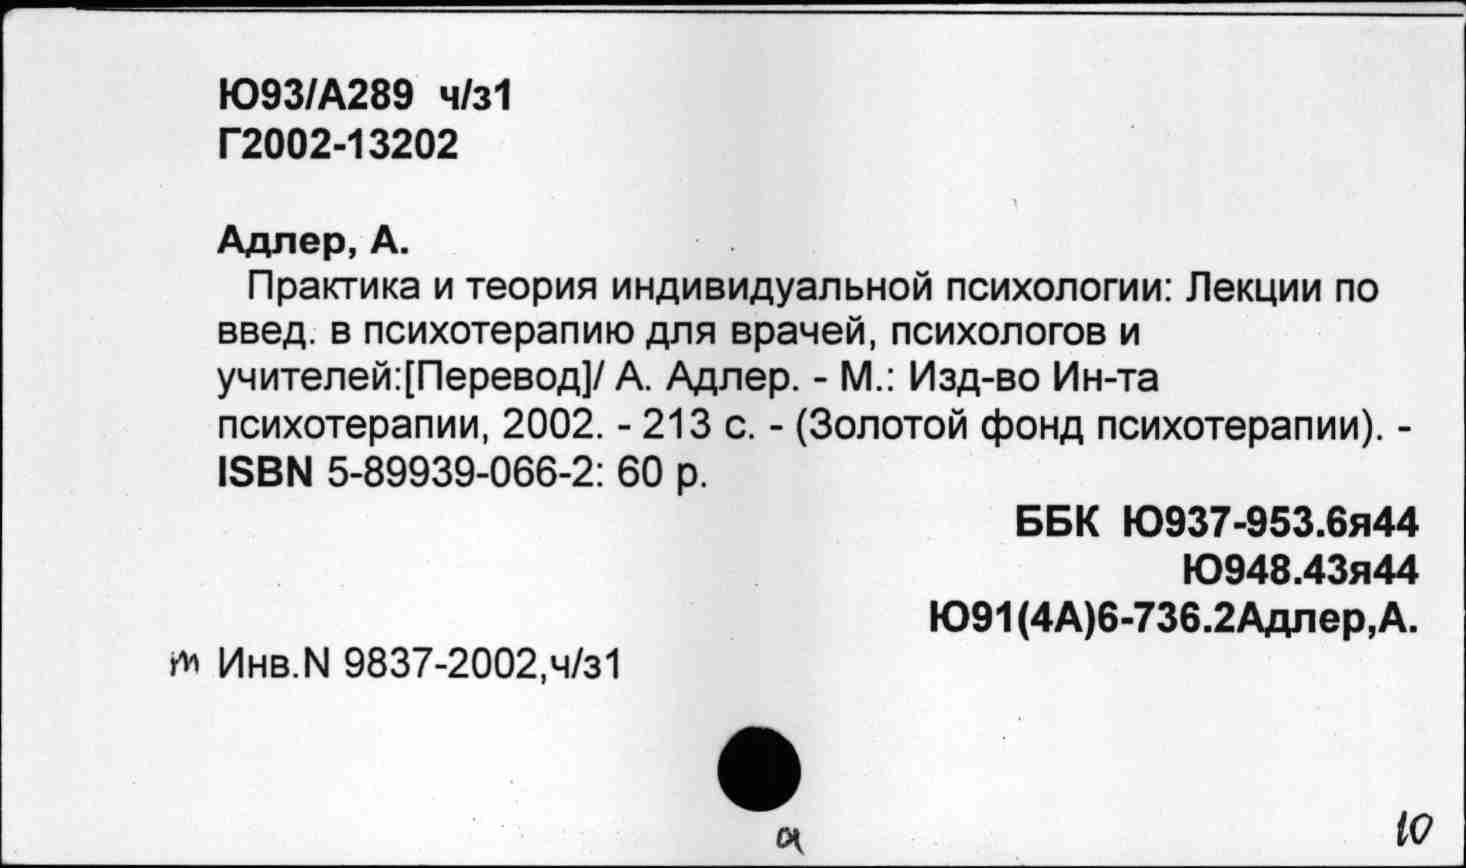 Ю93/А289 ч/з1
Г2002-13202
Адлер, А.
Практика и теория индивидуальной психологии: Лекции по
введ. в психотерапию для врачей, психологов и
учителей:[Перевод]/ А. Адлер. - М.: Изд-во Ин-та
психотерапии, 2002. - 213 с. - (Золотой фонд психотерапии). -
ISBN 5-89939-066-2: 60 р.
ББК Ю937-953.6я44
Ю948.43я44
Ю91(4А)6-736.2Адлер,А.
Инв.N 9837-2002,ч/з1
10